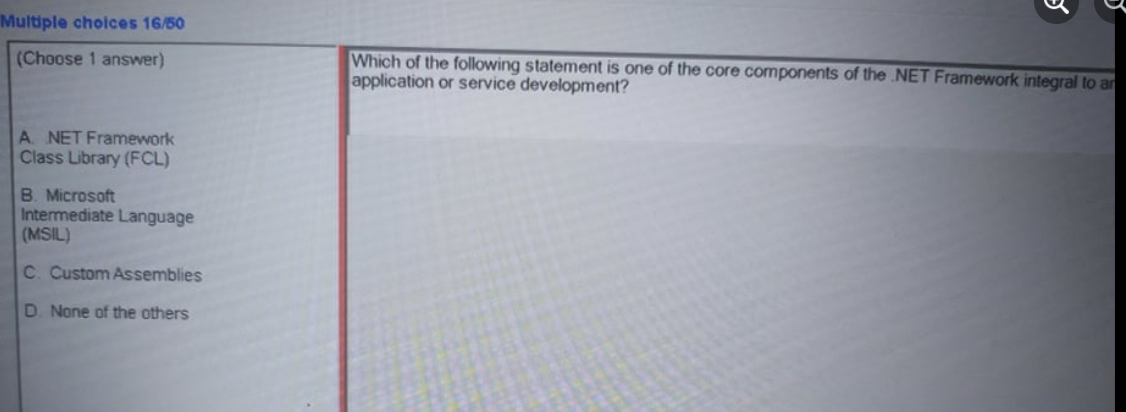 Multiple choices 16/50
(Choose 1 answer)
Which of the following statement is one of the core components of the .NET Framework integral to
application or service development?
A. .NET Framework
Class Library (FCL)
B. Microsoft
Intermediate Language
(MSIL)
C. Custom Assemblies
D. None of the others